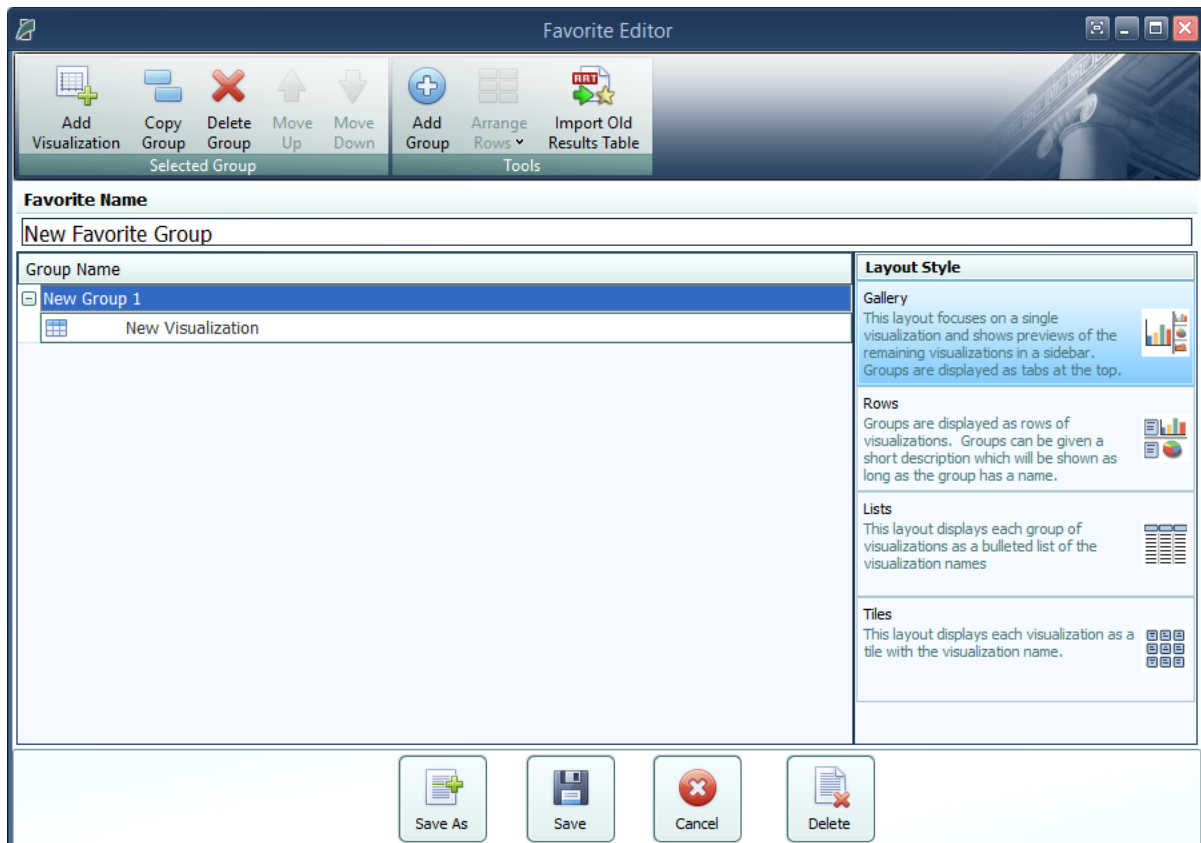 Favorite Editor
Add Visualization
Copy Group
Delete Group
Move Up
Move Down
Selected Group
Add Group
Arrange Rows
RRT
Import Old Results Table
Tools
Favorite Name
New Favorite Group
Group Name
New Group 1
New Visualization
Layout Style
Gallery
This layout focuses on a single
visualization and shows previews of the
remaining visualizations in a sidebar.
Groups are displayed as tabs at the top.
Rows
Groups are displayed as rows of
visualizations.  Groups can be given a
short description which will be shown as
long as the group has a name.
Lists
This layout displays each group of
visualizations as a bulleted list of the
visualization names
Tiles
This layout displays each visualization as a
tile with the visualization name.
Save As
Save
Cancel
Delete